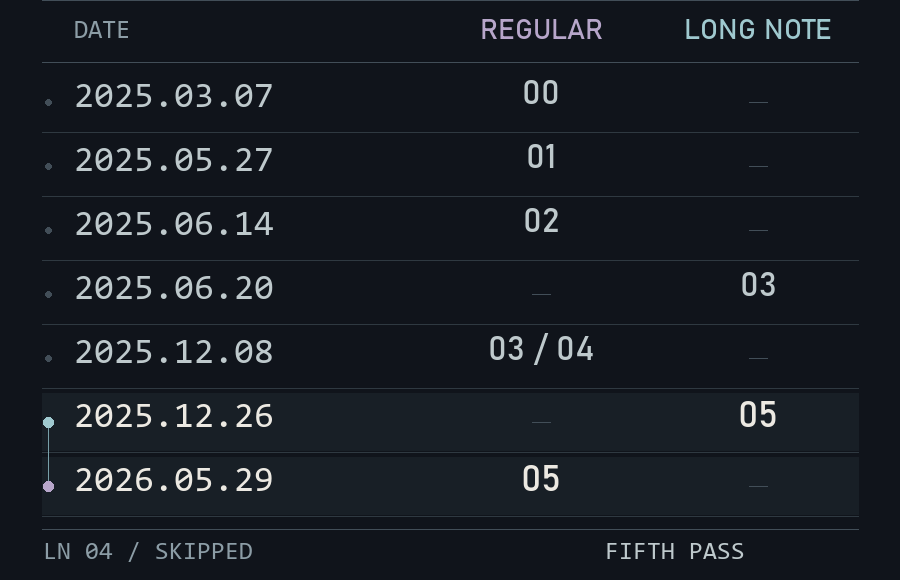 DATE REGULAR LONG NOTE
2025.03.07 00 —
2025.05.27 01 —
2025.06.14 02 —
2025.06.20 — 03
2025.12.08 03 / 04 —
2025.12.26 — 05
2026.05.29 05 —
LN 04 / SKIPPED FIFTH PASS